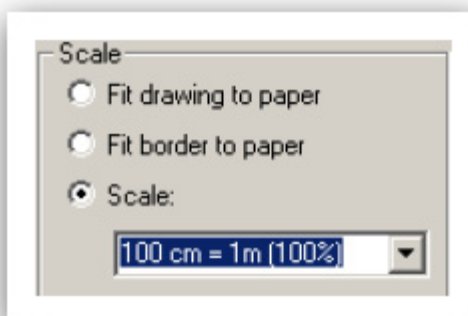 Scale
Fit drawing to paper
Fit border to paper
Scale:
100 cm = 1m (100%)